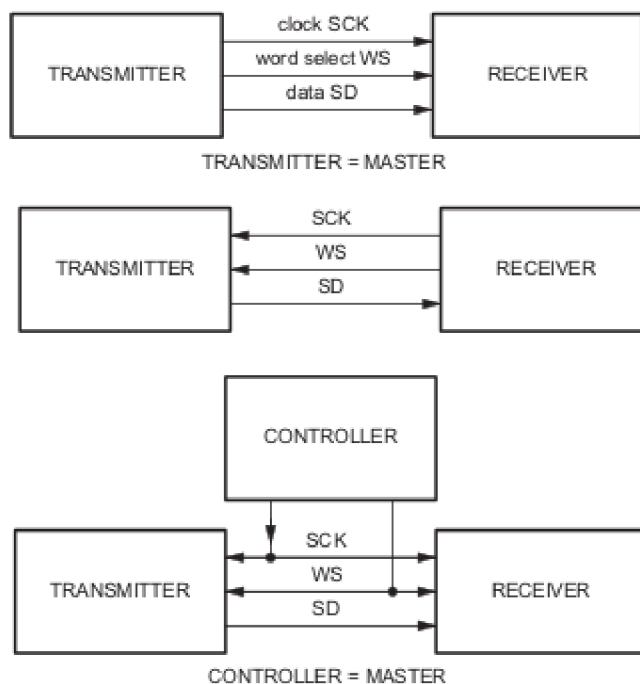 clock SCK
TRANSMITTER
word select WS
RECEIVER
data SD
TRANSMITTER = MASTER
SCK
TRANSMITTER
WS
RECEIVER
SD
CONTROLLER
SCK
TRANSMITTER
WS
RECEIVER
SD
CONTROLLER = MASTER